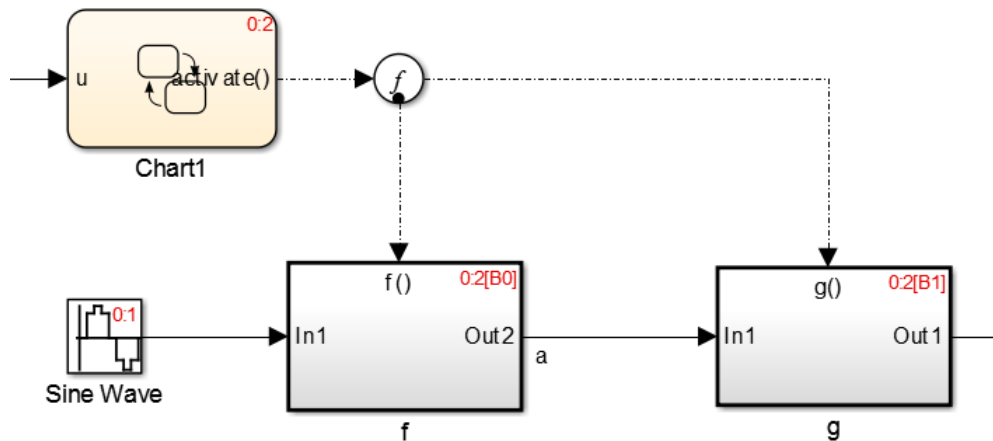 0:2
u
activate()
f
Chart1
f()
0:2[B0]
g()
0:2[B1]
0:1
In1
Out2
a
In1
Out1
Sine Wave
f
g